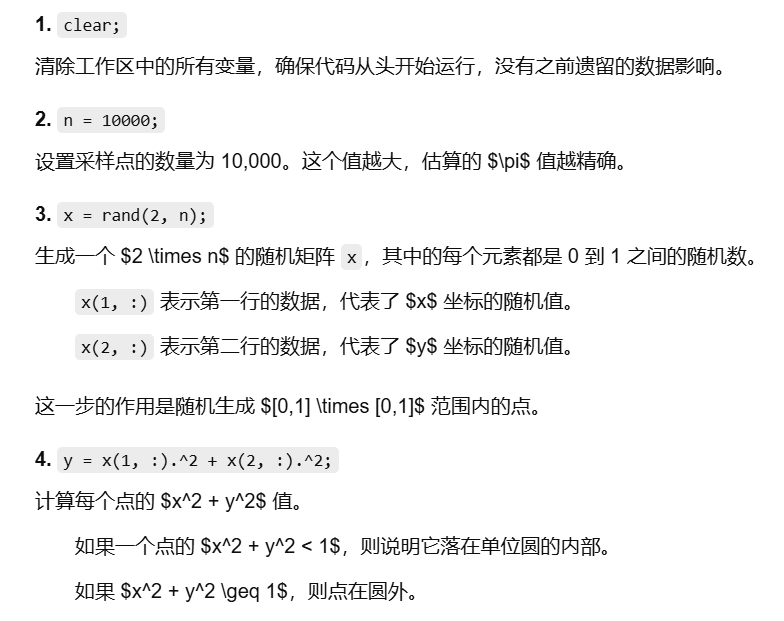 1. clear;
清除工作区中的所有变量，确保代码从头开始运行，没有之前遗留的数据影响。
2. n = 10000;
设置采样点的数量为 10,000。这个值越大，估算的 $\pi$ 值越精确。
3. x = rand(2, n);
生成一个 $2 \times n$ 的随机矩阵 x，其中的每个元素都是 0 到 1 之间的随机数。
x(1, :) 表示第一行的数据，代表了 $x$ 坐标的随机值。
x(2, :) 表示第二行的数据，代表了 $y$ 坐标的随机值。
这一步的作用是随机生成 $[0,1] \times [0,1]$ 范围内的点。
4. y = x(1, :).^2 + x(2, :).^2;
计算每个点的 $x^2 + y^2$ 值。
如果一个点的 $x^2 + y^2 < 1$，则说明它落在单位圆的内部。
如果 $x^2 + y^2 \geq 1$，则点在圆外。